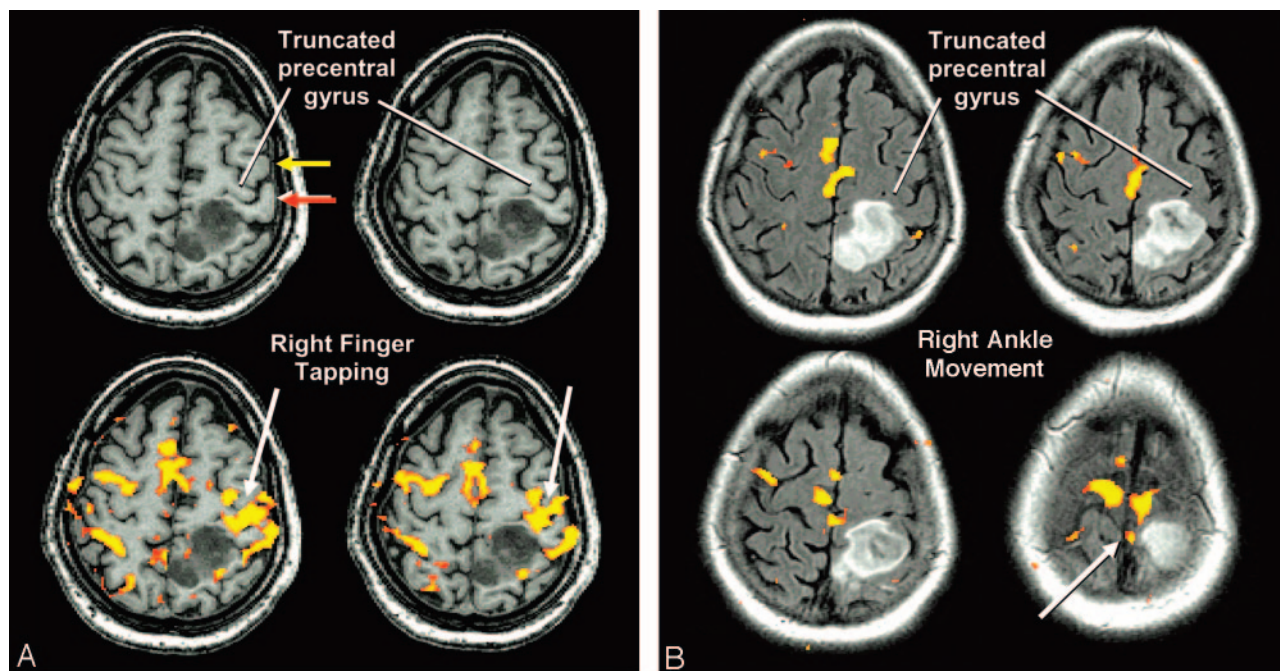 Truncated
precentral
gyrus
Right Finger
Tapping
A
Truncated
precentral
gyrus
Right Ankle
Movement
B